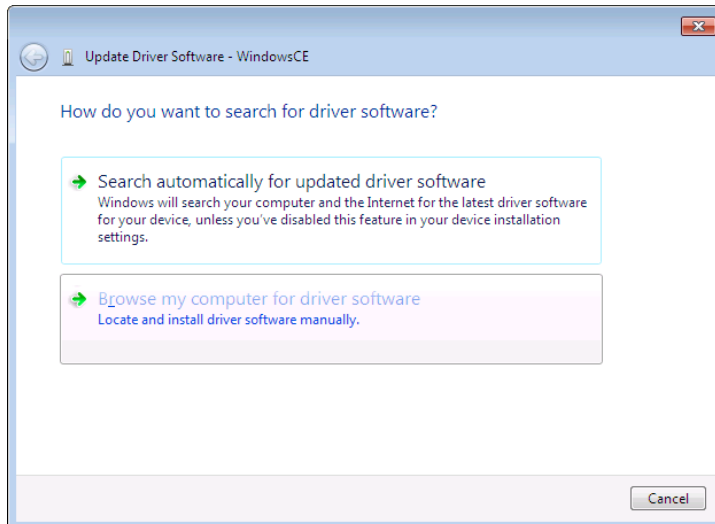 Update Driver Software - WindowsCE
How do you want to search for driver software?
Search automatically for updated driver software
Windows will search your computer and the Internet for the latest driver software
for your device, unless you've disabled this feature in your device installation
settings.
Browse my computer for driver software
Locate and install driver software manually.
Cancel